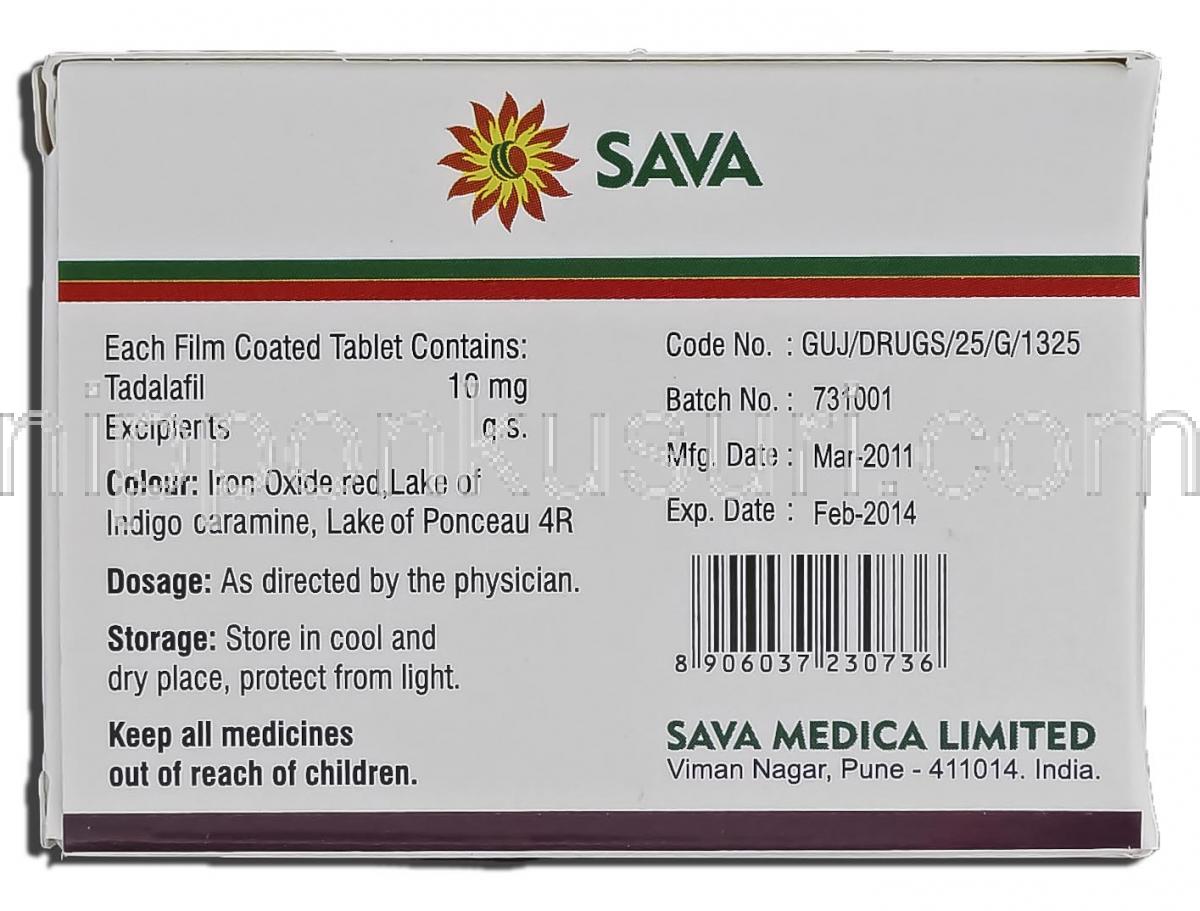 SAVA
Each Film Coated Tablet Contains:
Tadalafil 10 mg
Excipients q.s.
Colour: Iron Oxide red,Lake of
Indigo caramine, Lake of Ponceau 4R
Dosage: As directed by the physician.
Storage: Store in cool and
dry place, protect from light.
Keep all medicines
out of reach of children.
Code No. : GUJ/DRUGS/25/G/1325
Batch No. : 731001
Mfg. Date : Mar-2011
Exp. Date : Feb-2014
8 906037 230736
SAVA MEDICA LIMITED
Viman Nagar, Pune - 411014. India.
nipponkusuri.com